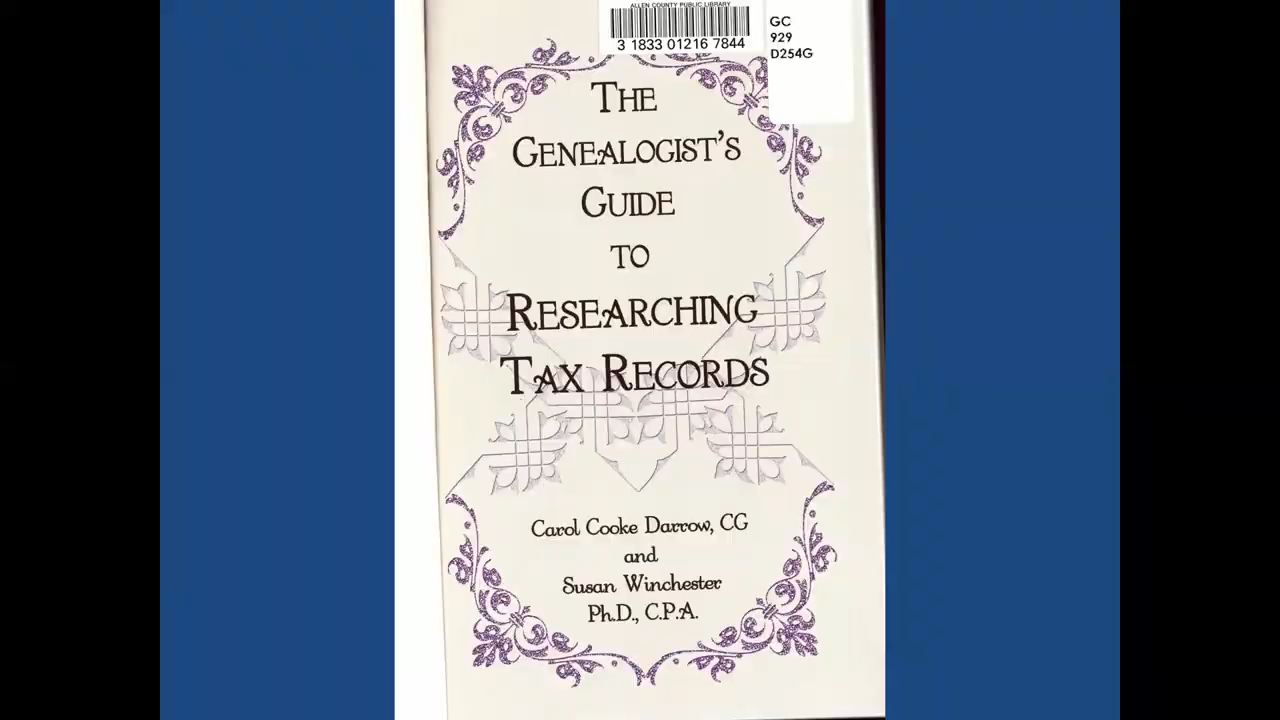 ALLEN COUNTY PUBLIC LIBRARY
3 1833 01216 7844
GC
929
D254G
THE
GENEALOGIST'S
GUIDE
TO
RESEARCHING
TAX RECORDS
Carol Cooke Darrow, CG
and
Susan Winchester
Ph.D., C.P.A.